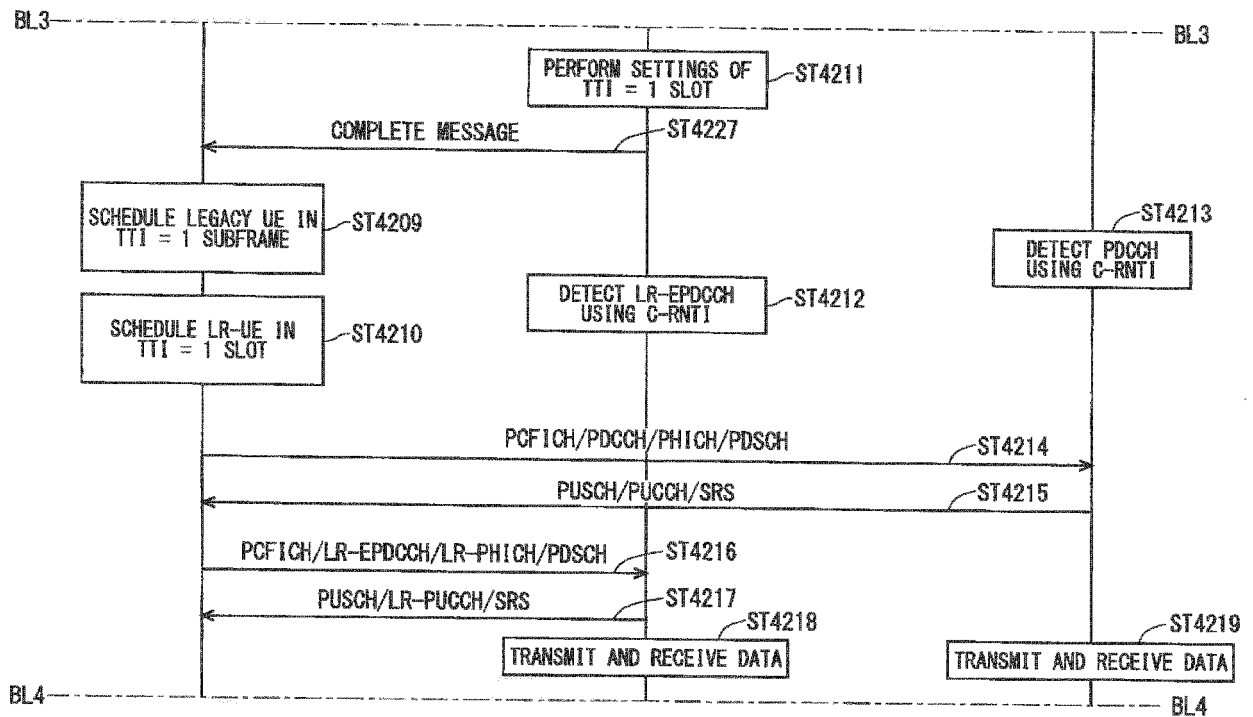 BL3
BL3
PERFORM SETTINGS OF
TTI = 1 SLOT
ST4211
COMPLETE MESSAGE
ST4227
SCHEDULE LEGACY UE IN
TTI = 1 SUBFRAME
ST4209
ST4213
DETECT PDCCH
USING C-RNTI
DETECT LR-EPDCCH
USING C-RNTI
ST4212
SCHEDULE LR-UE IN
TTI = 1 SLOT
ST4210
PCFICH/PDCCH/PHICH/PDSCH
ST4214
PUSCH/PUCCH/SRS
ST4215
PCFICH/LR-EPDCCH/LR-PHICH/PDSCH
ST4216
PUSCH/LR-PUCCH/SRS
ST4217
ST4218
TRANSMIT AND RECEIVE DATA
ST4219
TRANSMIT AND RECEIVE DATA
BL4
BL4